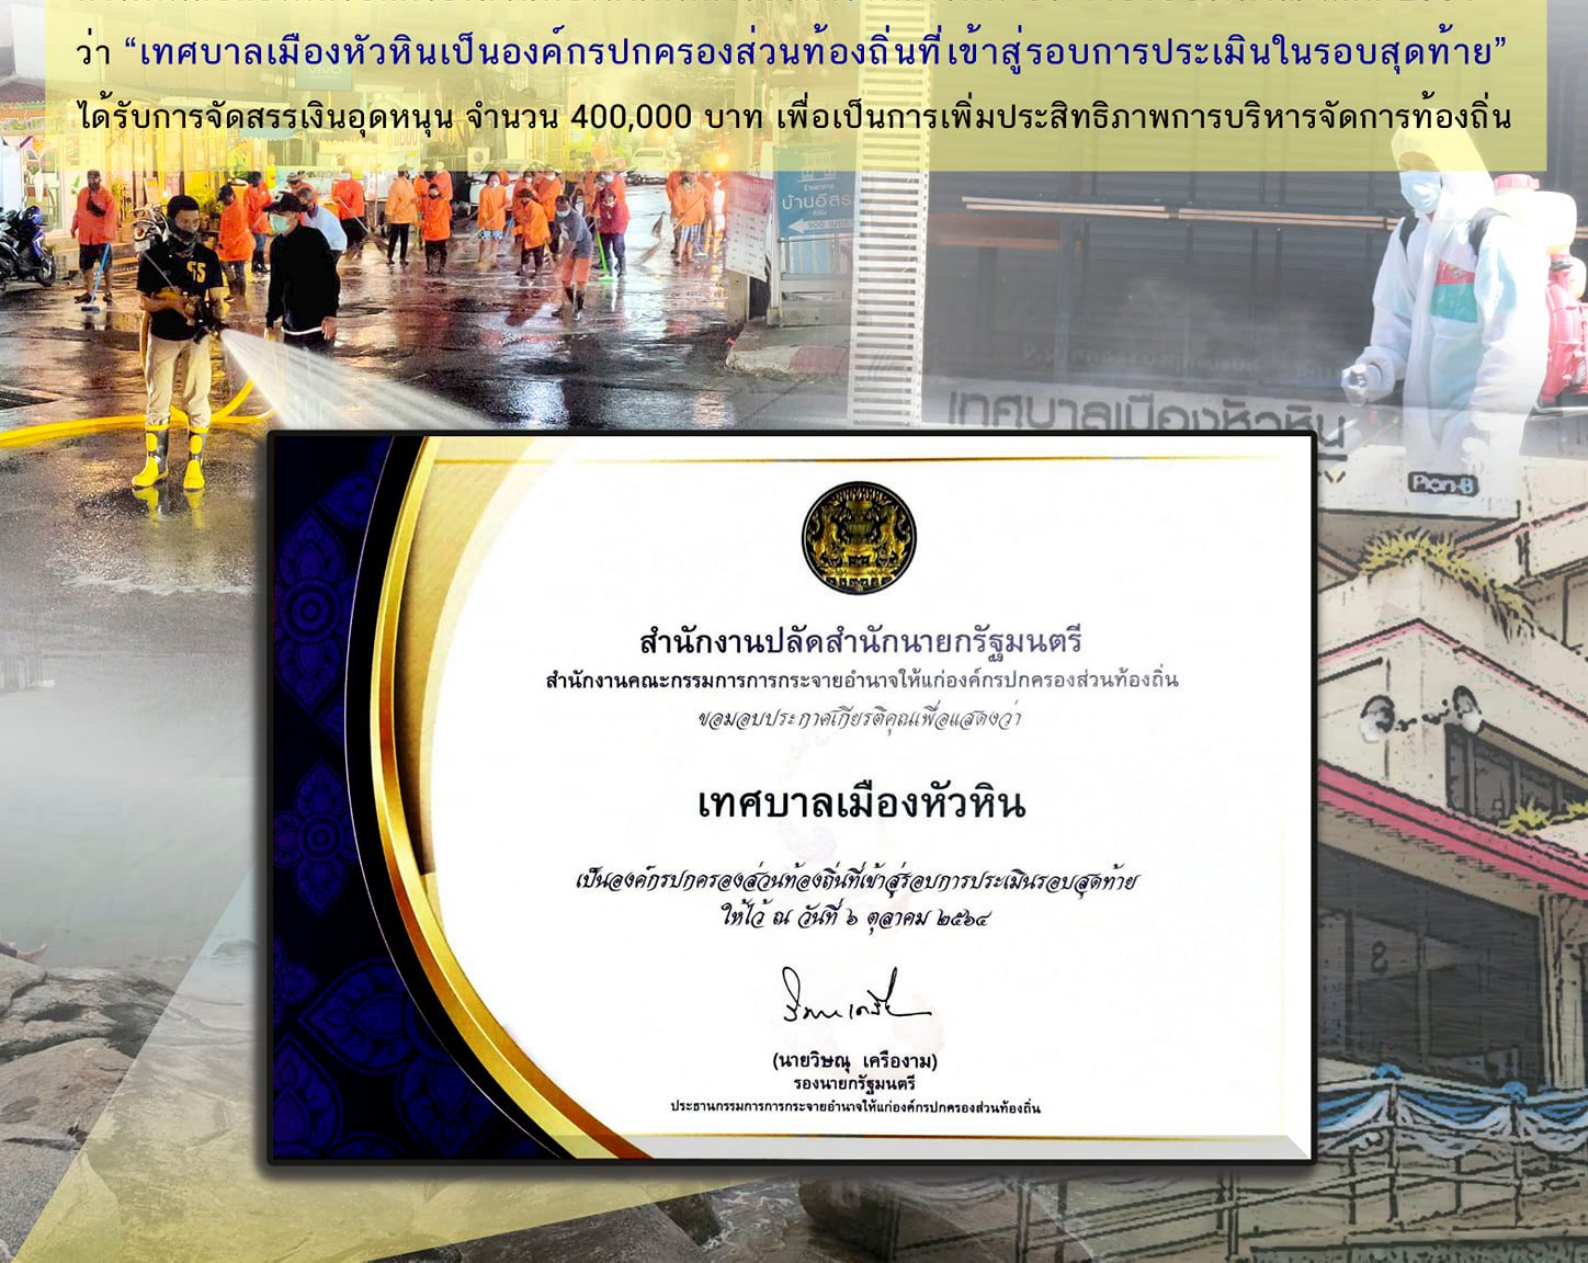 ว่า “เทศบาลเมืองหัวหินเป็นองค์กรปกครองส่วนท้องถิ่นที่เข้าสู่รอบการประเมินในรอบสุดท้าย”
ได้รับการจัดสรรเงินอุดหนุน จำนวน 400,000 บาท เพื่อเป็นการเพิ่มประสิทธิภาพการบริหารจัดการท้องถิ่น
เทศบาลเมืองหัวหิน
สำนักงานปลัดสำนักนายกรัฐมนตรี
สำนักงานคณะกรรมการการกระจายอำนาจให้แก่องค์กรปกครองส่วนท้องถิ่น
ขอมอบประกาศเกียรติคุณเพื่อแสดงว่า
เทศบาลเมืองหัวหิน
เป็นองค์กรปกครองส่วนท้องถิ่นที่เข้าสู่รอบการประเมินรอบสุดท้าย
ให้ไว้ ณ วันที่ ๖ ตุลาคม ๒๕๖๔
(นายวิษณุ เครืองาม)
รองนายกรัฐมนตรี
ประธานกรรมการการกระจายอำนาจให้แก่องค์กรปกครองส่วนท้องถิ่น